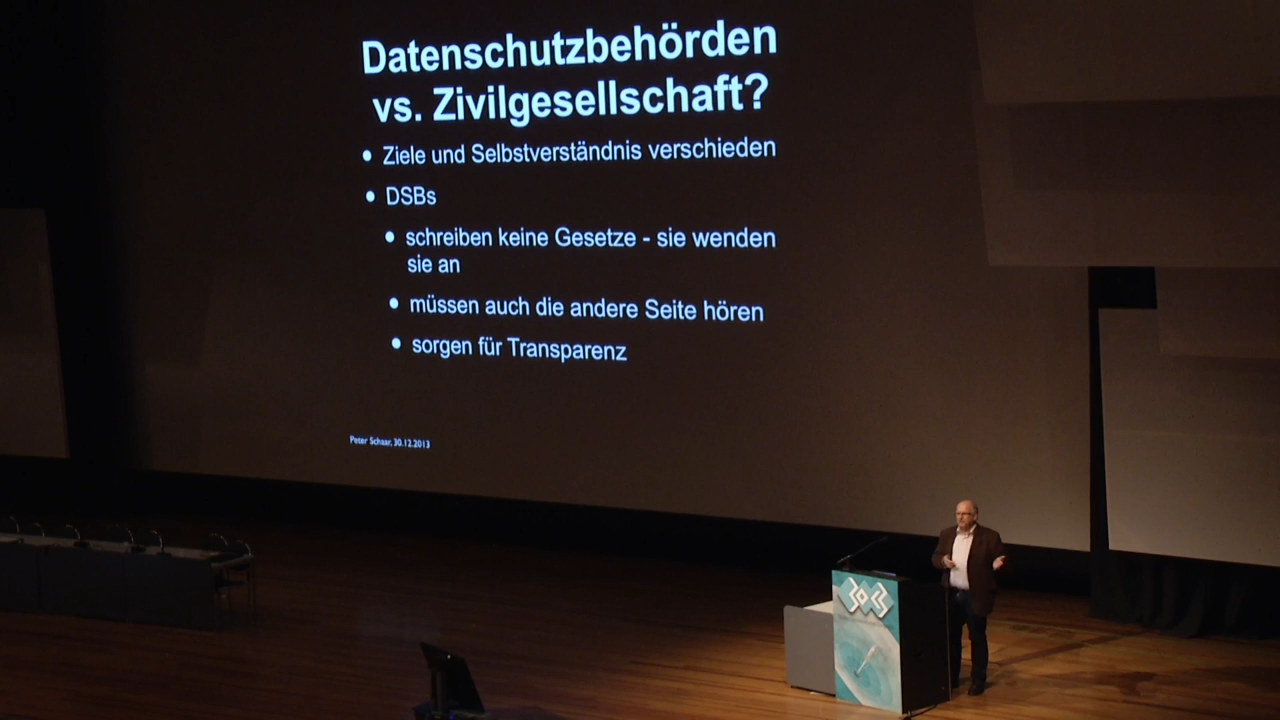 Datenschutzbehörden
vs. Zivilgesellschaft?
• Ziele und Selbstverständnis verschieden
• DSBs
• schreiben keine Gesetze - sie wenden
sie an
• müssen auch die andere Seite hören
• sorgen für Transparenz
Peter Schaar, 30.12.2013
30C3